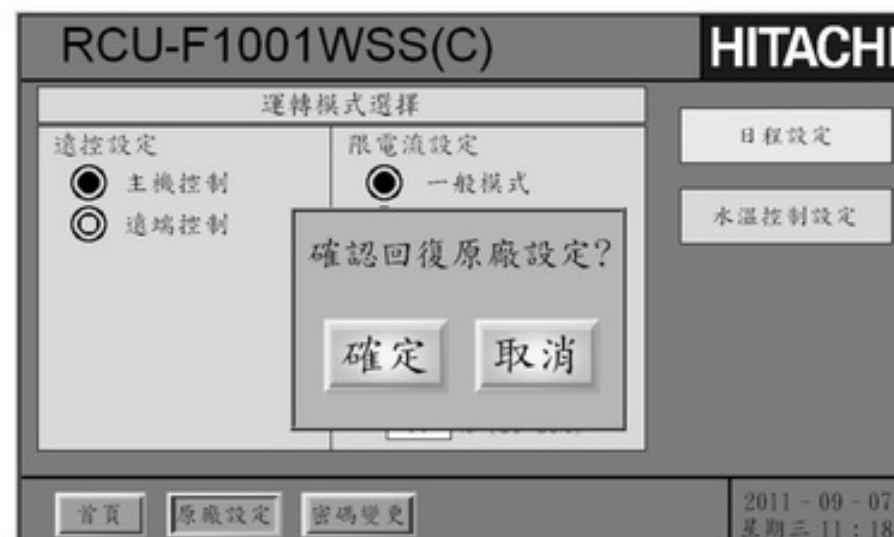 RCU-F1001WSS(C)
HITACHI
運轉模式選擇
遠控設定
主機控制
遠端控制
限電流設定
一般模式
確認回復原廠設定?
確定
取消
日程設定
水溫控制設定
首頁
原廠設定
密碼變更
2011-09-07
星期三 11:18